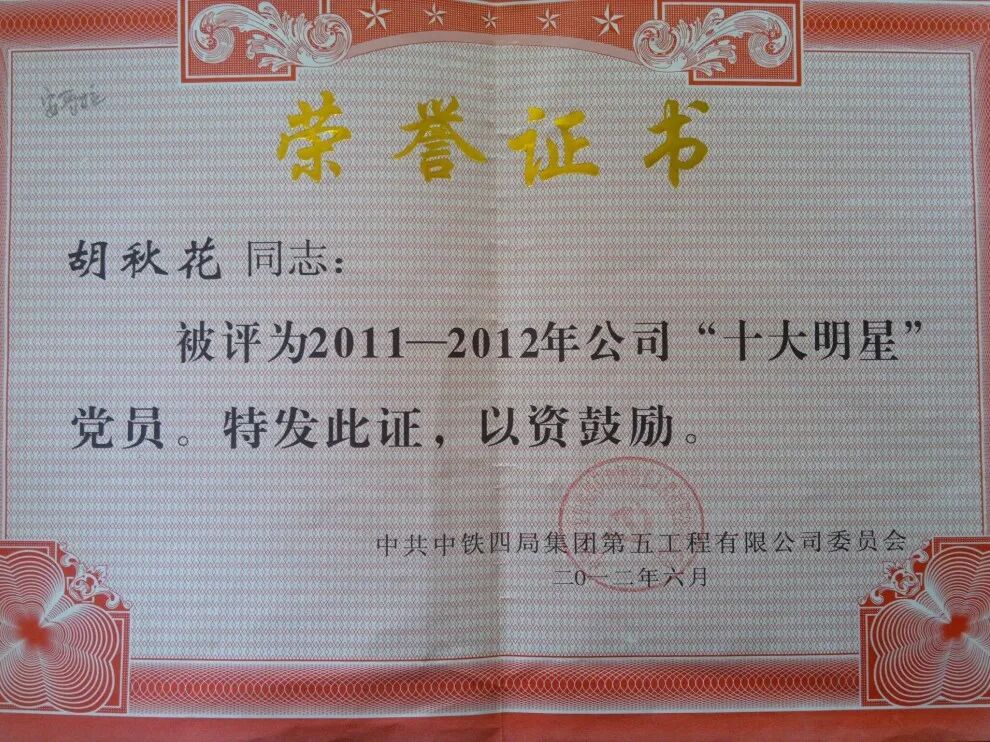 荣誉证书
胡秋花 同志：
被评为2011—2012年公司“十大明星”
党员。特发此证，以资鼓励。
中共中铁四局集团第五工程有限公司委员会
二〇一二年六月